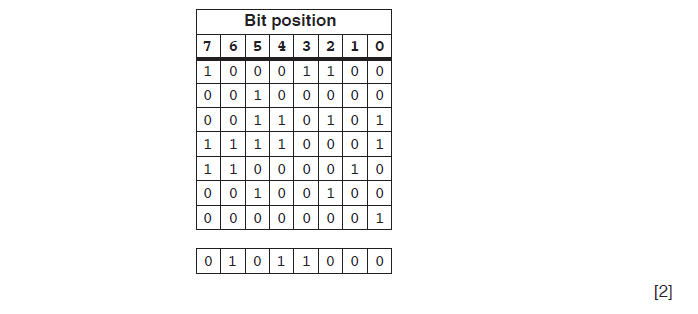 Bit position
7 6 5 4 3 2 1 0
1 0 0 0 1 1 0 0
0 0 1 0 0 0 0 0
0 0 1 1 0 1 0 1
1 1 1 1 0 0 0 1
1 1 0 0 0 0 1 0
0 0 1 0 0 1 0 0
0 0 0 0 0 0 0 1
0 1 0 1 1 0 0 0
[2]